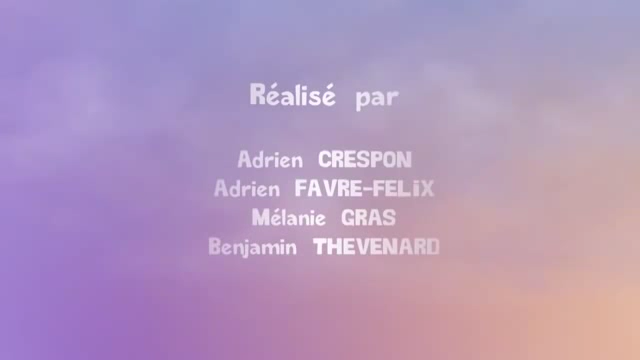 Réalisé par
Adrien CRESPON
Adrien FAVRE-FELiX
Mélanie GRAS
Benjamin THEVENARD